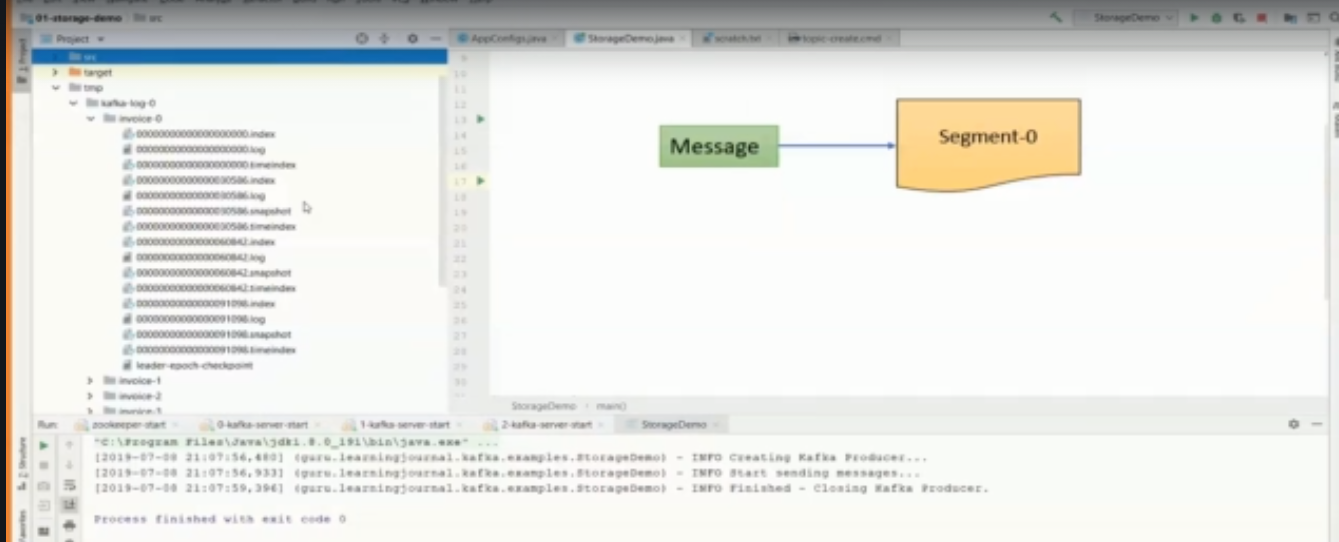 01-storage-demo src
StorageDemo
Project
AppConfigs.java StorageDemo.java scratch.txt topic-create.cmd
src
target
tmp
kafka-log-0
invoice-0
00000000000000000000.index
00000000000000000000.log
00000000000000000000.timeindex
00000000000000030586.index
00000000000000030586.log
00000000000000030586.snapshot
00000000000000030586.timeindex
00000000000000060842.index
00000000000000060842.log
00000000000000060842.snapshot
00000000000000060842.timeindex
00000000000000091098.index
00000000000000091098.log
00000000000000091098.snapshot
00000000000000091098.timeindex
leader-epoch-checkpoint
invoice-1
invoice-2
invoice-3
9
10
11
12
13
14
15
16
17
18
19
20
21
22
23
24
25
26
27
28
29
30
Message
Segment-0
StorageDemo main()
Run: zookeeper-start 0-kafka-server-start 1-kafka-server-start 2-kafka-server-start StorageDemo
"C:\Program Files\Java\jdk1.8.0_191\bin\java.exe" ...
[2019-07-08 21:07:56,480] (guru.learningjournal.kafka.examples.StorageDemo) - INFO Creating Kafka Producer...
[2019-07-08 21:07:56,933] (guru.learningjournal.kafka.examples.StorageDemo) - INFO Start sending messages...
[2019-07-08 21:07:59,396] (guru.learningjournal.kafka.examples.StorageDemo) - INFO Finished - Closing Kafka Producer.
Process finished with exit code 0